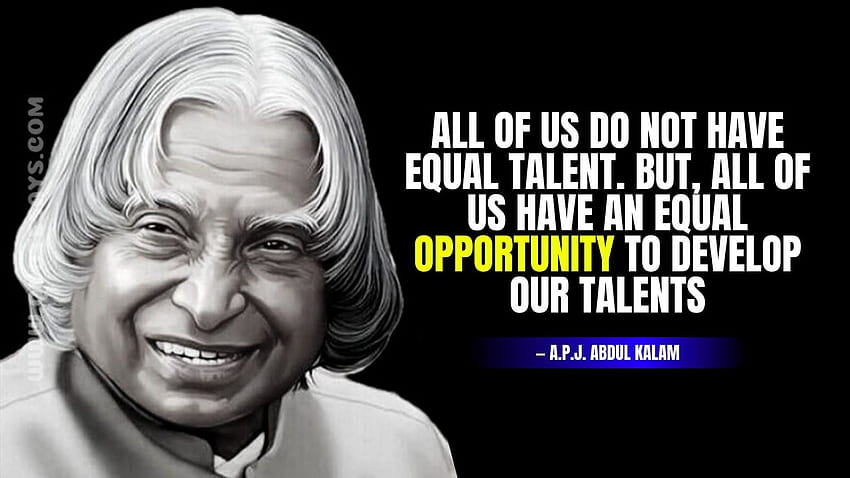 ALL OF US DO NOT HAVE
EQUAL TALENT. BUT, ALL OF
US HAVE AN EQUAL
OPPORTUNITY TO DEVELOP
OUR TALENTS
– A.P.J. ABDUL KALAM